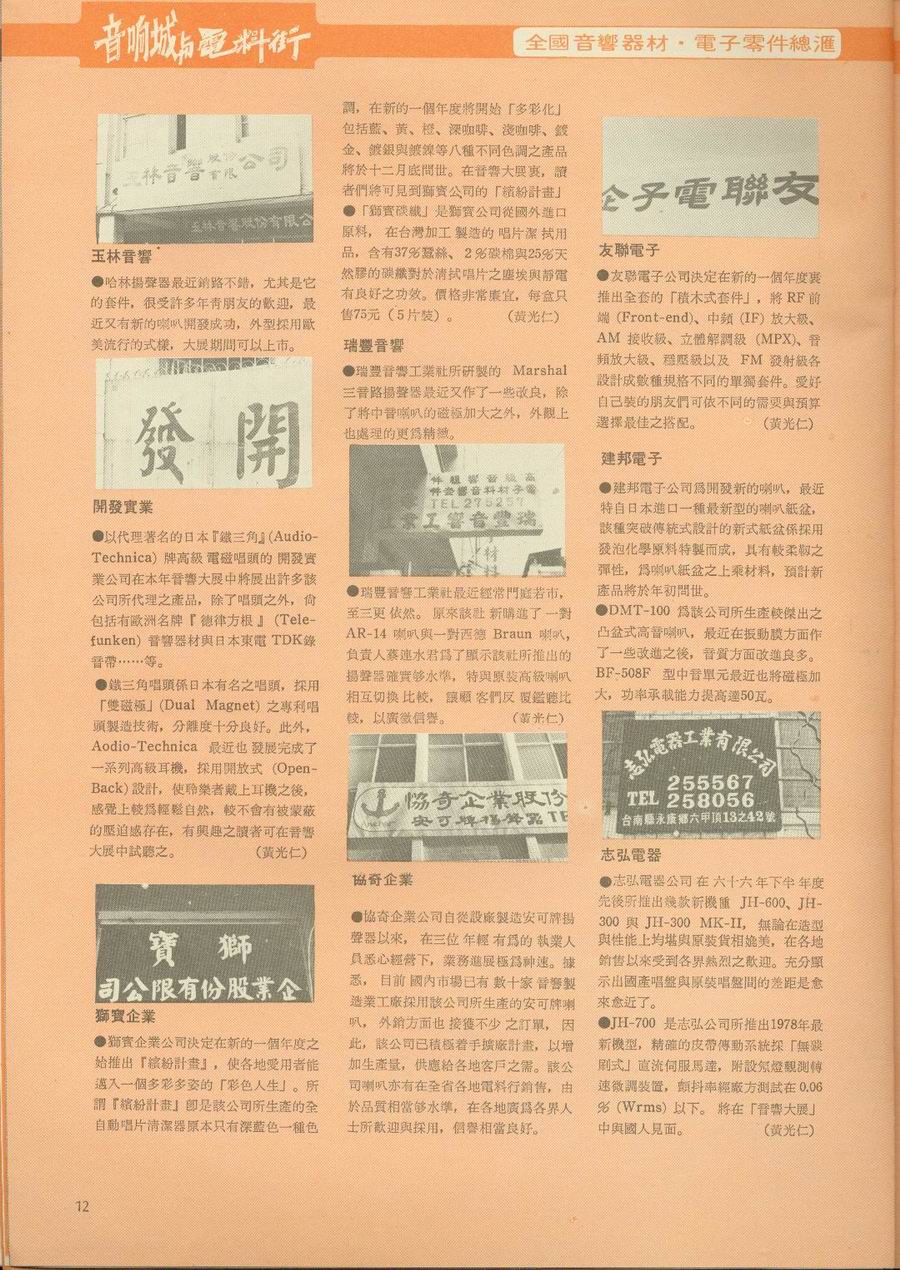 音响城與電料街
全國音響器材・電子零件總滙
玉林音響股份有限公司
玉林音響股份有限公
玉林音響
●哈林揚聲器最近銷路不錯，尤其是它
的套件，很受許多年青朋友的歡迎，最
近又有新的喇叭開發成功，外型採用歐
美流行的式樣，大展期間可以上市。
開發
開發實業
●以代理著名的日本『鐵三角』(Audio-
Technica) 牌高級電磁唱頭的開發實
業公司在本年音響大展中將展出許多該
公司所代理之產品，除了唱頭之外，尙
包括有歐洲名牌『德律方根』 (Tele-
funken) 音響器材與日本東電 TDK錄
音帶……等。
●鐵三角唱頭係日本有名之唱頭，採用
「雙磁極」(Dual Magnet) 之專利唱
頭製造技術，分離度十分良好。此外，
Aodio-Technica 最近也發展完成了
一系列高級耳機，採用開放式 (Open-
Back)設計，使聆樂者戴上耳機之後，
感覺上較爲輕鬆自然，較不會有被蒙蔽
的壓迫感存在，有興趣之讀者可在音響
大展中試聽之。 (黃光仁)
獅寶
企業股份有限公司
獅寶企業
●獅寶企業公司決定在新的一個年度之
始推出『繽紛計畫』，使各地愛用者能
邁入一個多彩多姿的「彩色人生」。所
謂『繽紛計畫』卽是該公司所生產的全
自動唱片清潔器原本只有深藍色一種色
調，在新的一個年度將開始「多彩化」
包括藍、黃、橙、深咖啡、淺咖啡、鍍
金、鍍銀與鍍鎳等八種不同色調之產品
將於十二月底問世。在音響大展裏，讀
者們將可見到獅寶公司的「繽紛計畫」
●「獅寶碳纖」是獅寶公司從國外進口
原料，在台灣加工製造的唱片潔拭用
品，含有37%蠶絲、2%碳棉與25%天
然膠的碳纖對於清拭唱片之塵埃與靜電
有良好之功效。價格非常廉宜，每盒只
售75元（5片裝）。 (黃光仁)
瑞豐音響
●瑞豐音響工業社所研製的 Marshal
三音路揚聲器最近又作了一些改良，除
了將中音喇叭的磁極加大之外，外觀上
也處理的更爲精緻。
高級音響組件
電子材料音響套件
TEL275257
瑞豐音響工業
●瑞豐音響工業社最近經常門庭若市，
至三更依然。原來該社新購進了一對
AR-14 喇叭與一對西德 Braun 喇叭，
負責人蔡連水君爲了顯示該社所推出的
揚聲器確實够水準，特與原裝高級喇叭
相互切換比較，讓顧客們反覆鑑聽比
較，以廣徵信譽。 (黃光仁)
協奇企業股份
安可牌揚聲器 TE
協奇企業
●協奇企業公司自從設廠製造安可牌揚
聲器以來，在三位年輕有爲的執業人
員悉心經營下，業務進展極爲神速。據
悉，目前國內市場已有數十家音響製
造業工廠採用該公司所生產的安可牌喇
叭，外銷方面也接獲不少之訂單，因
此，該公司已積極着手擴廠計畫，以增
加生產量，供應給各地客戶之需。該公
司喇叭亦有在全省各地電料行銷售，由
於品質相當够水準，在各地廣爲各界人
士所歡迎與採用，信譽相當良好。
友聯電子企
友聯電子
●友聯電子公司決定在新的一個年度裏
推出全套的「積木式套件」，將 RF 前
端 (Front-end)、中頻 (IF) 放大級、
AM 接收級、立體解調級 (MPX)、音
頻放大級、穩壓級以及 FM 發射級各
設計成數種規格不同的單獨套件。愛好
自己裝的朋友們可依不同的需要與預算
選擇最佳之搭配。 (黃光仁)
建邦電子
●建邦電子公司爲開發新的喇叭，最近
特自日本進口一種最新型的喇叭紙盆，
該種突破傳統式設計的新式紙盆係採用
發泡化學原料特製而成，具有較柔靭之
彈性，爲喇叭紙盆之上乘材料，預計新
產品將於年初問世。
●DMT-100 爲該公司所生產較傑出之
凸盆式高音喇叭，最近在振動膜方面作
了一些改進之後，音質方面改進良多。
BF-508F 型中音單元最近也將磁極加
大，功率承載能力提高達50瓦。
志弘電器工業有限公司
255567
TEL 258056
台南縣永康鄉六甲頂13之42號
志弘電器
●志弘電器公司在六十六年下半年度
先後所推出幾款新機種 JH-600、JH-
300 與 JH-300 MK-II，無論在造型
與性能上均堪與原裝貨相媲美，在各地
銷售以來受到各界熱烈之歡迎。充分顯
示出國產唱盤與原裝唱盤間的差距是愈
來愈近了。
●JH-700 是志弘公司所推出1978年最
新機型，精確的皮帶傳動系統採「無碳
刷式」直流伺服馬達，附設氖燈觀測轉
速微調裝置，顫抖率經廠方測試在 0.06
% (Wrms) 以下。將在「音響大展」
中與國人見面。 (黃光仁)
12